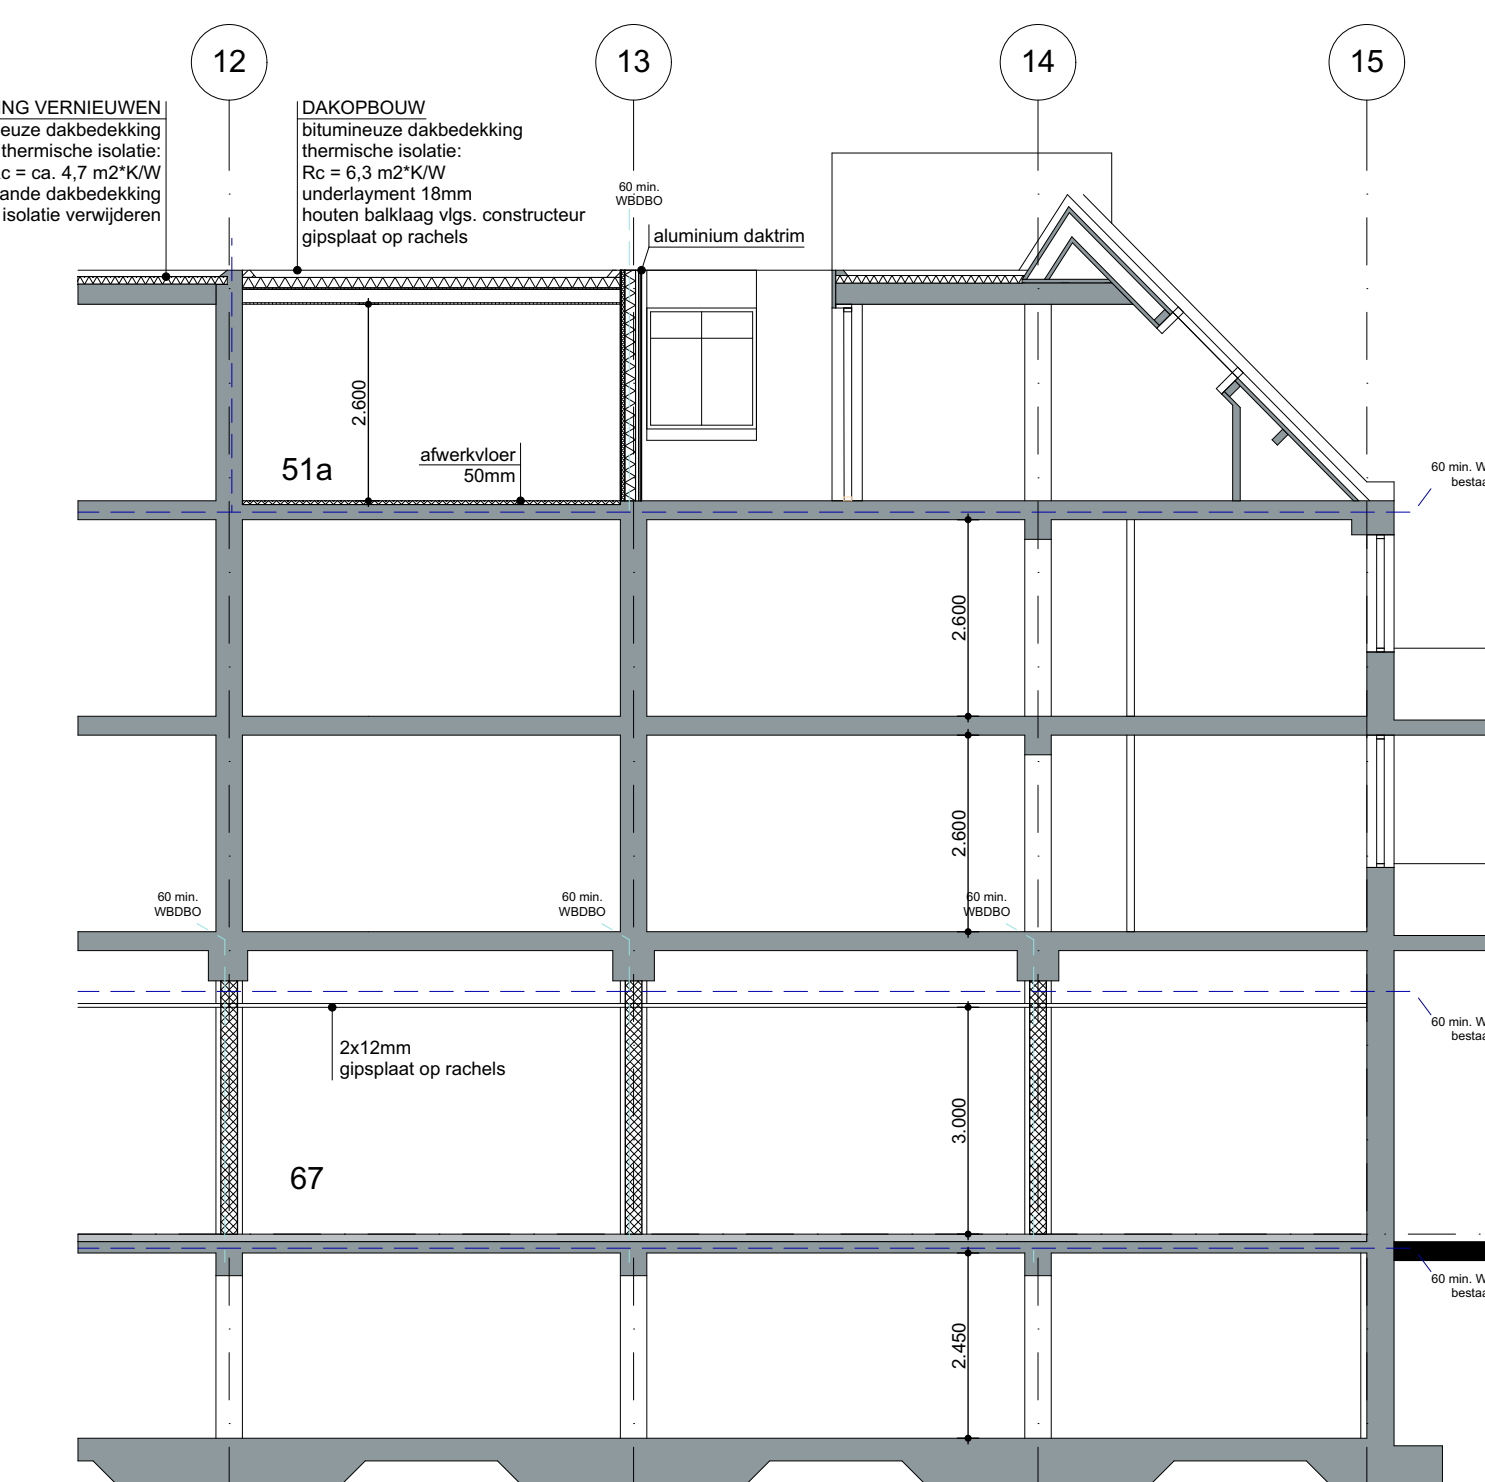 12
13
14
15
NG VERNIEUWEN
euze dakbedekking
thermische isolatie:
c = ca. 4,7 m2*K/W
ande dakbedekking
isolatie verwijderen
DAKOPBOUW
bitumineuze dakbedekking
thermische isolatie:
Rc = 6,3 m2*K/W
underlayment 18mm
houten balklaag vlgs. constructeur
gipsplaat op rachels
60 min.
WBDBO
aluminium daktrim
2.600
51a
afwerkvloer
50mm
60 min. W
bestaa
2.600
2.600
60 min.
WBDBO
60 min.
WBDBO
60 min.
WBDBO
2x12mm
gipsplaat op rachels
60 min. W
bestaa
3.000
67
60 min. W
bestaa
2.450